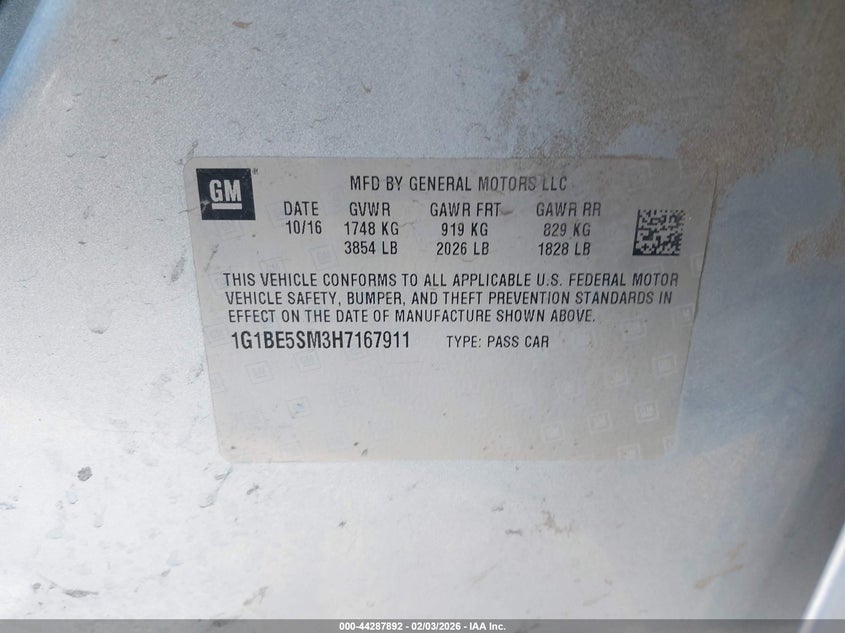 GM
MFD BY GENERAL MOTORS LLC
DATE GVWR GAWR FRT GAWR RR
10/16 1748 KG 919 KG 829 KG
3854 LB 2026 LB 1828 LB
THIS VEHICLE CONFORMS TO ALL APPLICABLE U.S. FEDERAL MOTOR
VEHICLE SAFETY, BUMPER, AND THEFT PREVENTION STANDARDS IN
EFFECT ON THE DATE OF MANUFACTURE SHOWN ABOVE.
1G1BE5SM3H7167911 TYPE: PASS CAR
000-44287892 - 02/03/2026 - IAA Inc.